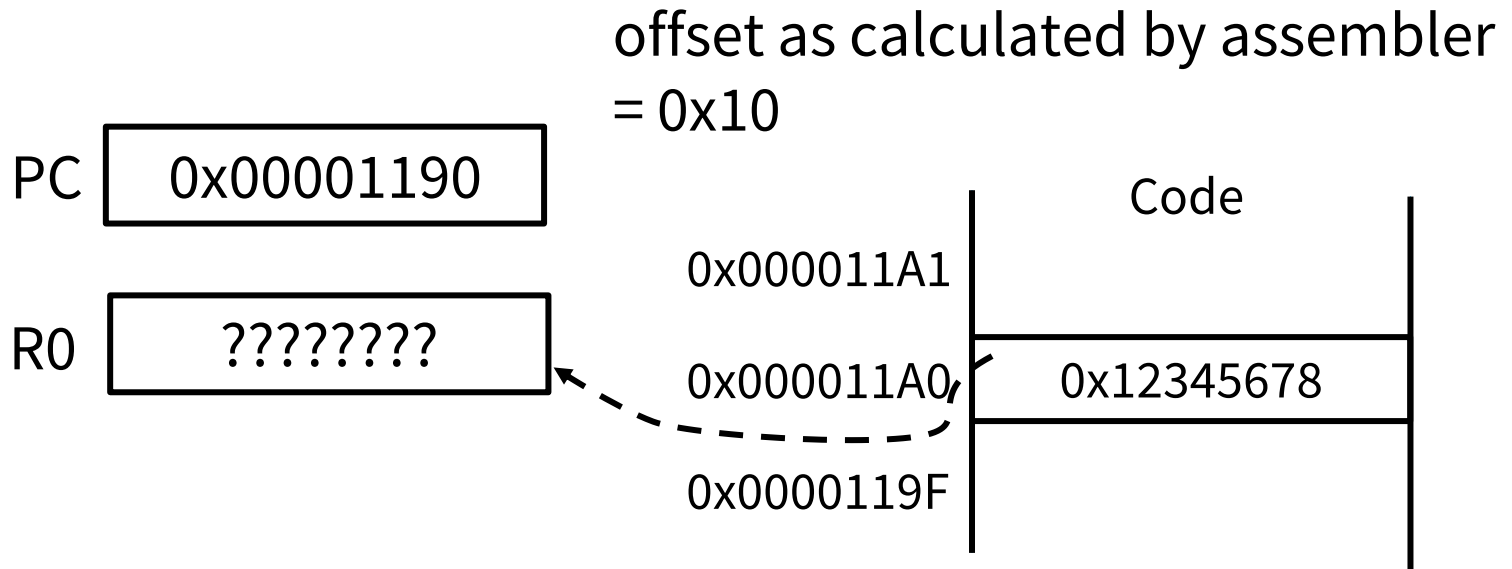 offset as calculated by assembler
= 0x10
PC 0x00001190
Code
0x000011A1
R0 ????????
0x000011A0 0x12345678
0x0000119F